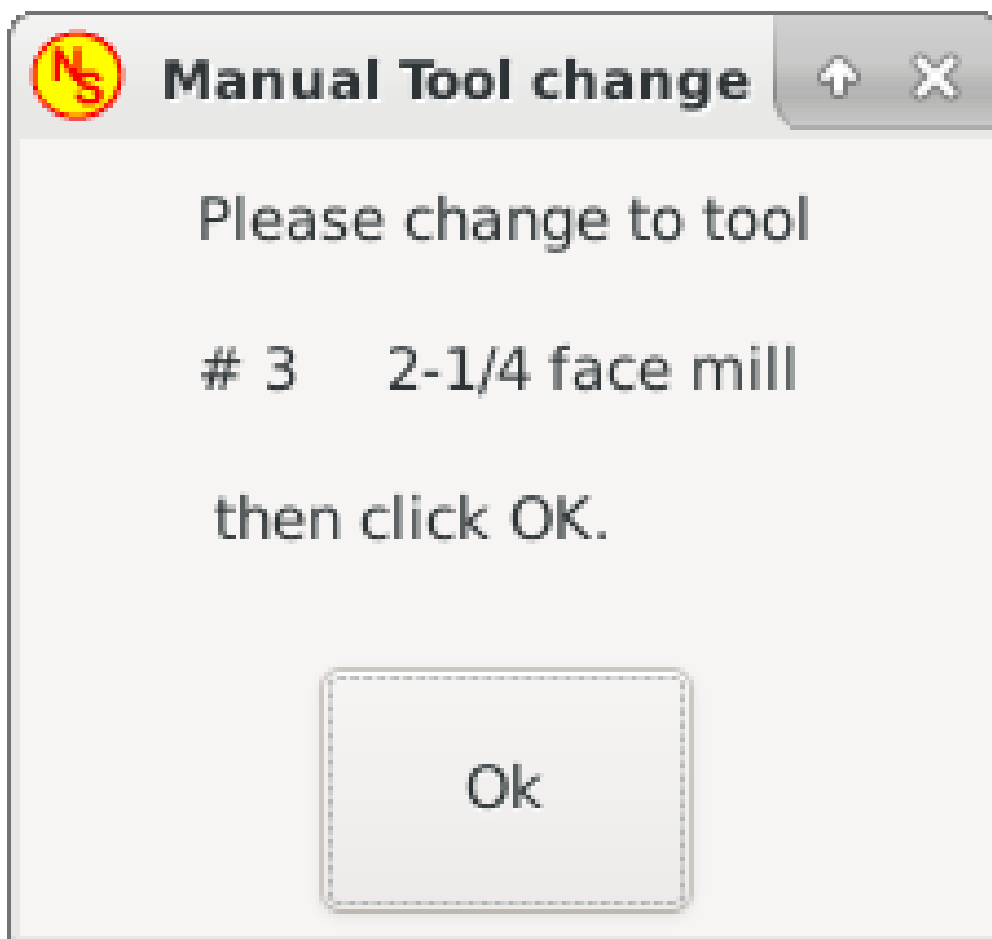 NS
Manual Tool change
Please change to tool
# 3 2-1/4 face mill
then click OK.
Ok